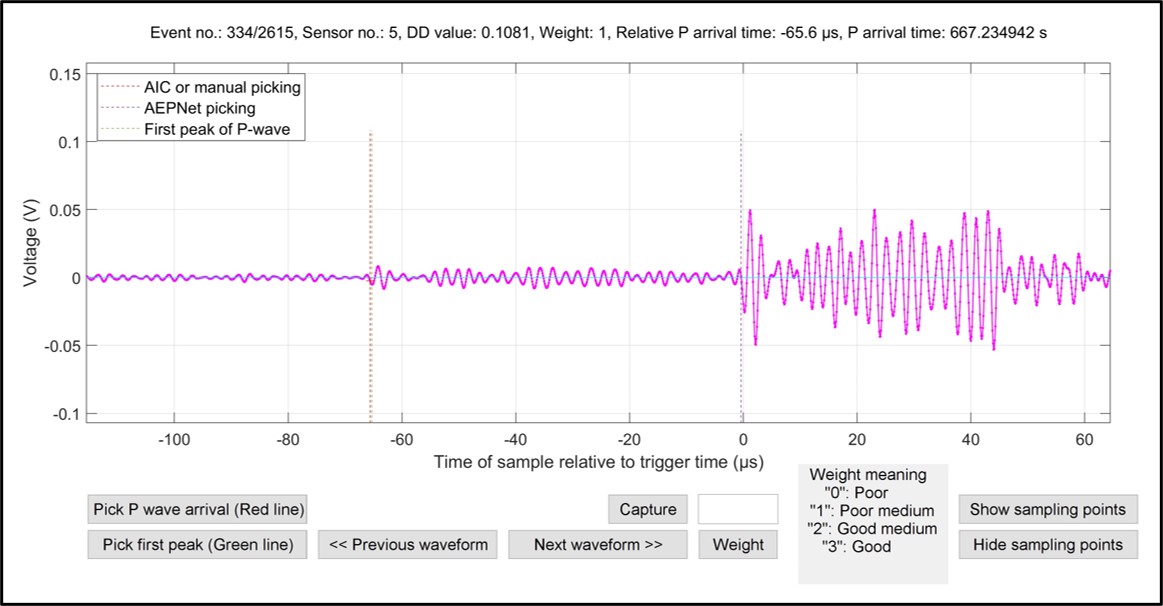 Event no.: 334/2615, Sensor no.: 5, DD value: 0.1081, Weight: 1, Relative P arrival time: -65.6 µs, P arrival time: 667.234942 s
0.15
AIC or manual picking
AEPNet picking
First peak of P-wave
0.1
0.05
0
-0.05
-0.1
Voltage (V)
-100 -80 -60 -40 -20 0 20 40 60
Time of sample relative to trigger time (µs)
Pick P wave arrival (Red line)
Capture
Pick first peak (Green line)
<< Previous waveform
Next waveform >>
Weight
Weight meaning
"0": Poor
"1": Poor medium
"2": Good medium
"3": Good
Show sampling points
Hide sampling points